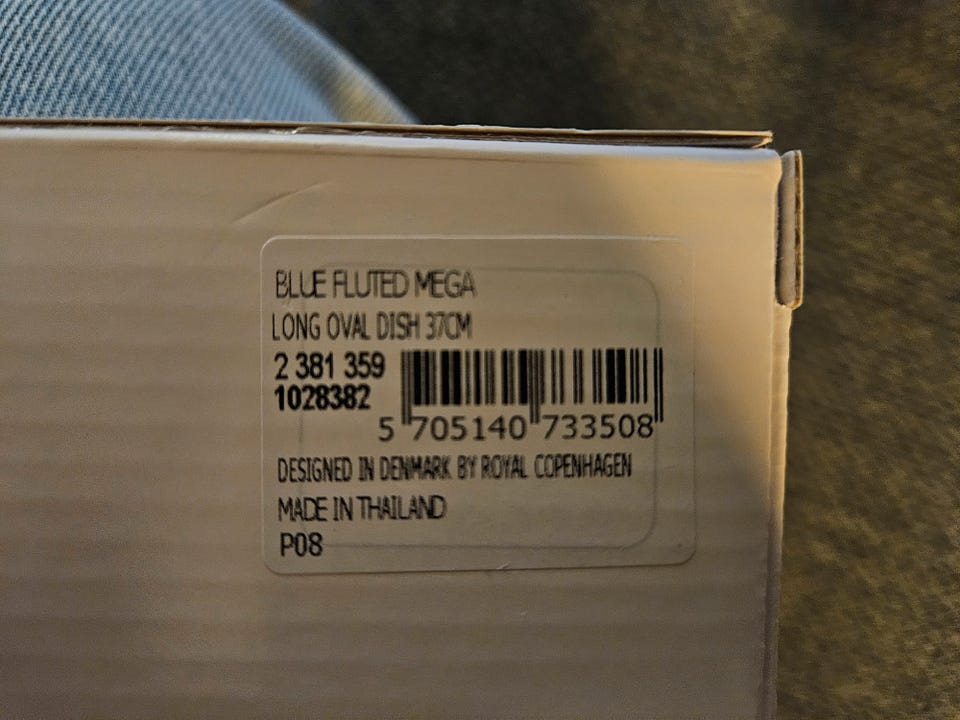 BLUE FLUTED MEGA
LONG OVAL DISH 37CM
2 381 359
1028382
5 705140 733508
DESIGNED IN DENMARK BY ROYAL COPENHAGEN
MADE IN THAILAND
P08